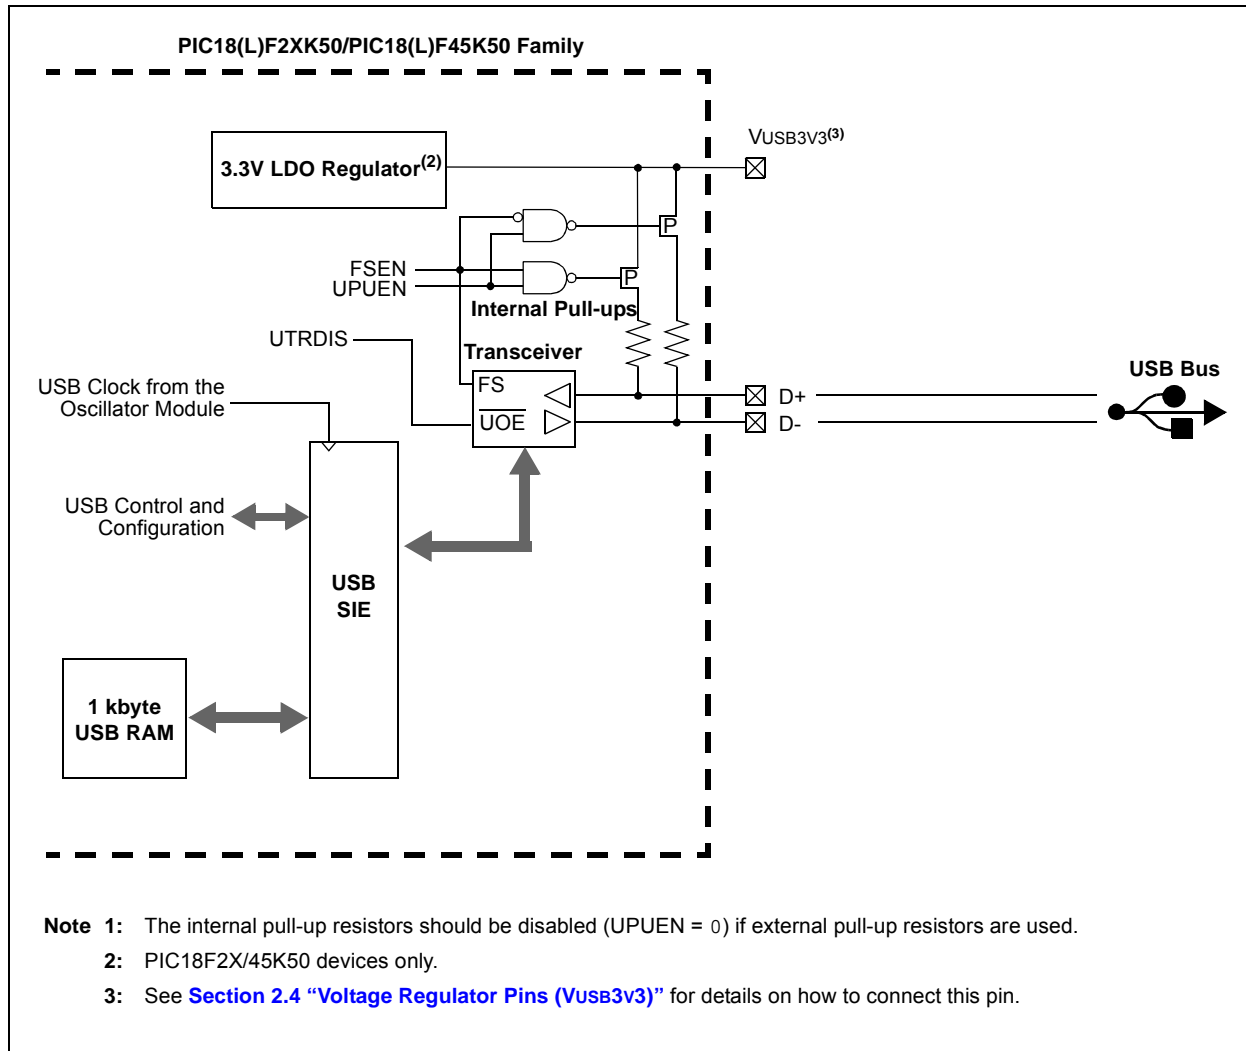 PIC18(L)F2XK50/PIC18(L)F45K50 Family
VUSB3V3(3)
3.3V LDO Regulator(2)
P
FSEN
P
UPUEN
Internal Pull-ups
UTRDIS
Transceiver
USB Clock from the
Oscillator Module
FS
UOE
D+
D-
USB Bus
USB Control and
Configuration
USB
SIE
1 kbyte
USB RAM
Note 1: The internal pull-up resistors should be disabled (UPUEN = 0) if external pull-up resistors are used.
2: PIC18F2X/45K50 devices only.
3: See Section 2.4 “Voltage Regulator Pins (VUSB3V3)” for details on how to connect this pin.